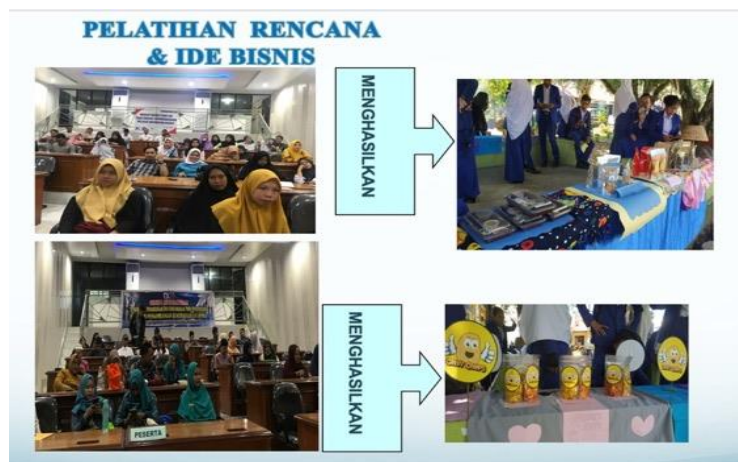 PELATIHAN RENCANA
& IDE BISNIS
MENGHASILKAN
MENGHASILKAN
PESERTA